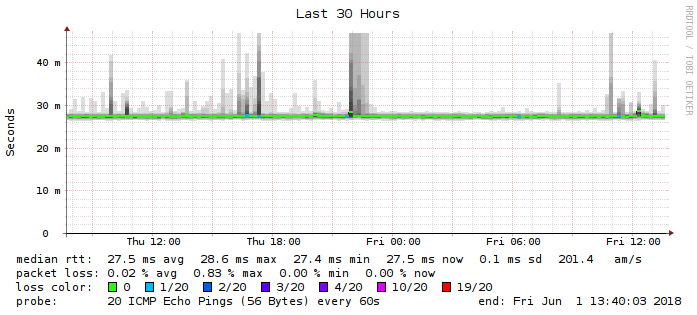 Last 30 Hours
RRDTOOL / TOBI OETIKER
Seconds
40 m
30 m
20 m
10 m
0
Thu 12:00 Thu 18:00 Fri 00:00 Fri 06:00 Fri 12:00
median rtt: 27.5 ms avg 28.6 ms max 27.4 ms min 27.5 ms now 0.1 ms sd 201.4 am/s
packet loss: 0.02 % avg 0.83 % max 0.00 % min 0.00 % now
loss color: 0 1/20 2/20 3/20 4/20 10/20 19/20
probe: 20 ICMP Echo Pings (56 Bytes) every 60s end: Fri Jun 1 13:40:03 2018